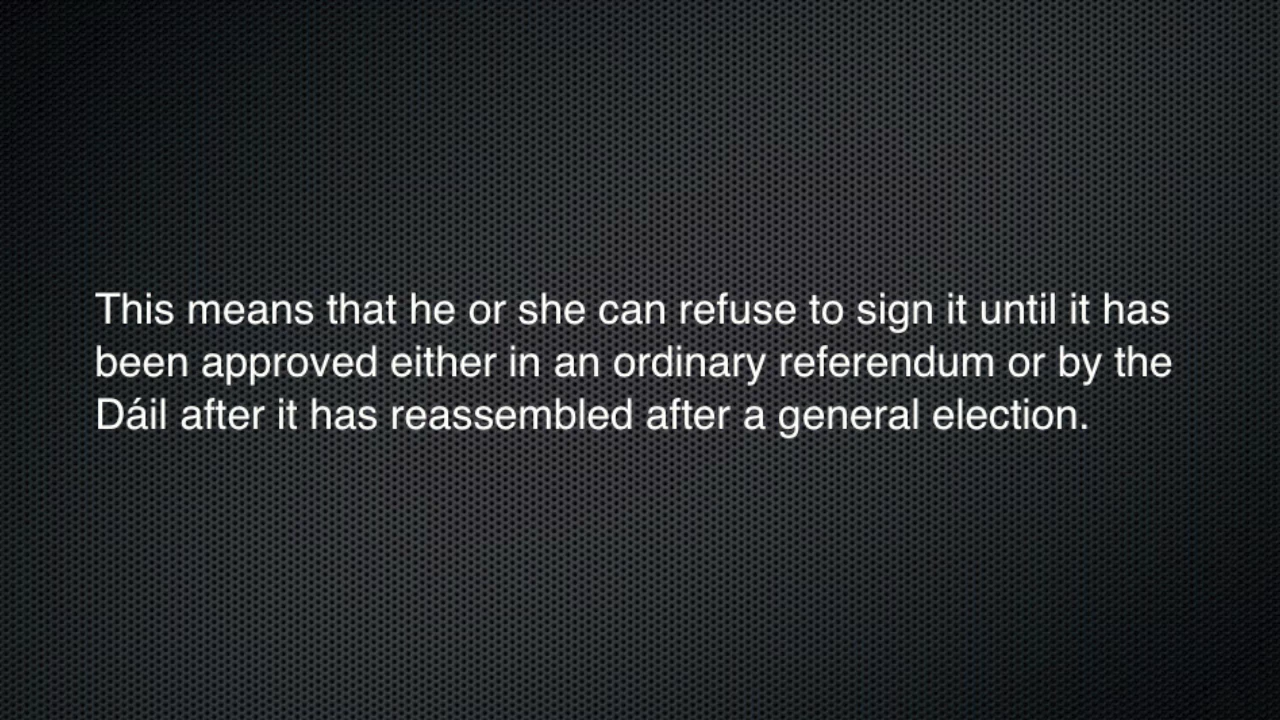 This means that he or she can refuse to sign it until it has
been approved either in an ordinary referendum or by the
Dáil after it has reassembled after a general election.